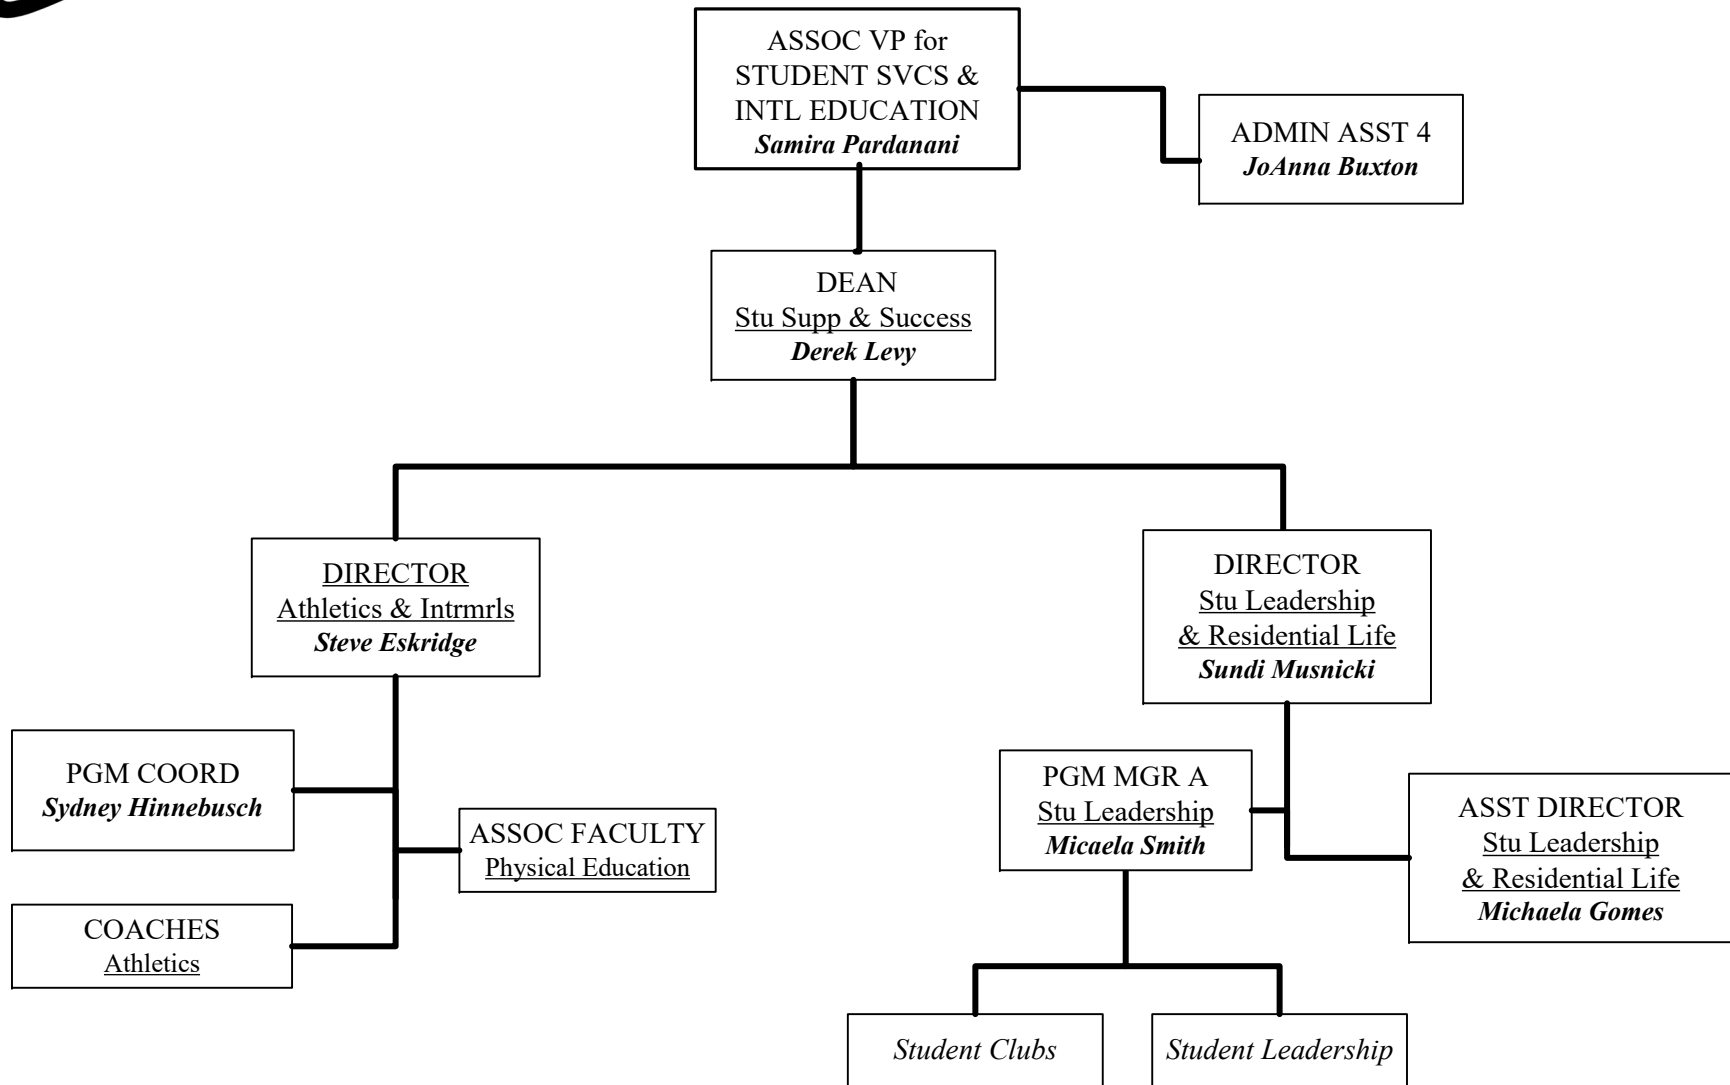 ASSOC VP for
STUDENT SVCS &
INTL EDUCATION
Samira Pardanani
ADMIN ASST 4
JoAnna Buxton
DEAN
Stu Supp & Success
Derek Levy
DIRECTOR
Athletics & Intrmrls
Steve Eskridge
DIRECTOR
Stu Leadership
& Residential Life
Sundi Musnicki
PGM COORD
Sydney Hinnebusch
ASSOC FACULTY
Physical Education
COACHES
Athletics
PGM MGR A
Stu Leadership
Micaela Smith
ASST DIRECTOR
Stu Leadership
& Residential Life
Michaela Gomes
Student Clubs
Student Leadership